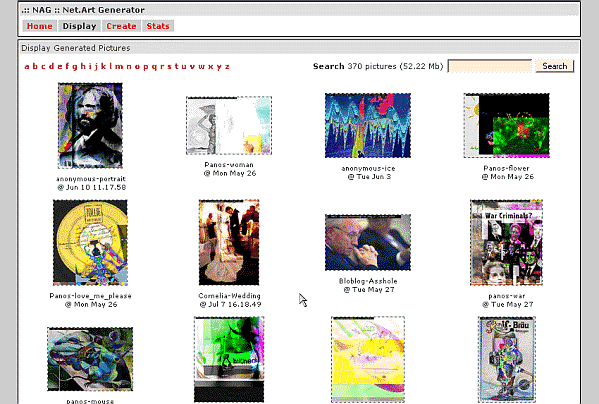 .:: NAG :: Net.Art Generator
Home Display Create Stats
Display Generated Pictures
a b c d e f g h i j k l m n o p q r s t u v w x y z Search 370 pictures (52.22 Mb) Search
anonymous-portrait
@ Jun 10 11.17.58
Panos-woman
@ Mon May 26
anonymous-ice
@ Tue Jun 3
Panos-flower
@ Mon May 26
War Criminals?
Panos-love_me_please
@ Mon May 26
Cornelia-Wedding
@ Jul 7 16.18.49
Bloblog-Asshole
@ Tue May 27
panos-war
@ Tue May 27
Bräu
panos-mouse